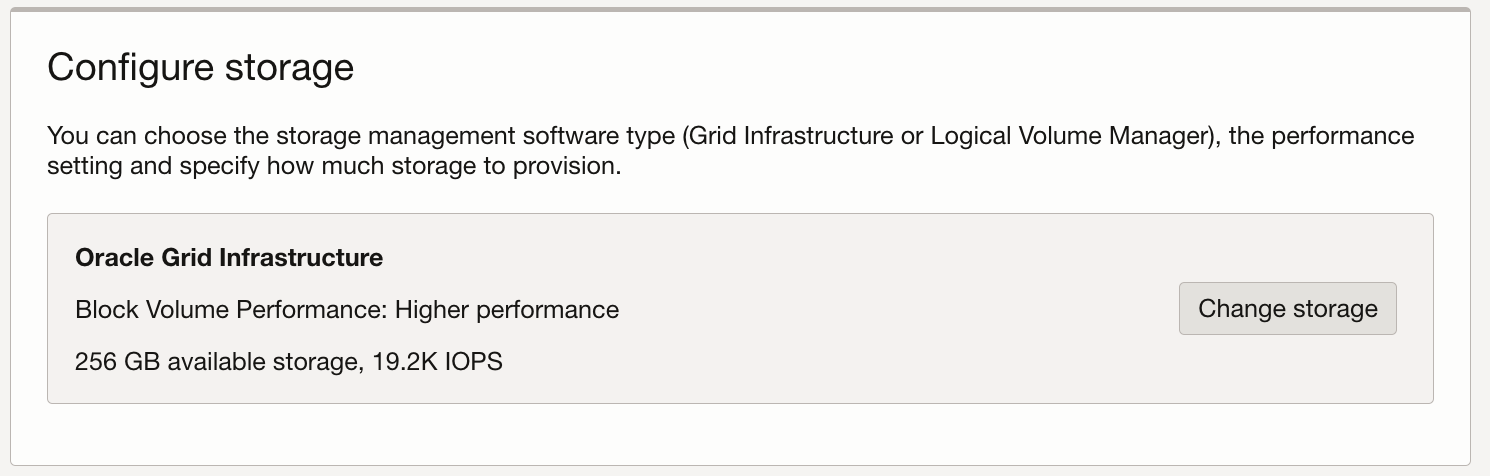 Configure storage
You can choose the storage management software type (Grid Infrastructure or Logical Volume Manager), the performance
setting and specify how much storage to provision.
Oracle Grid Infrastructure
Block Volume Performance: Higher performance
Change storage
256 GB available storage, 19.2K IOPS